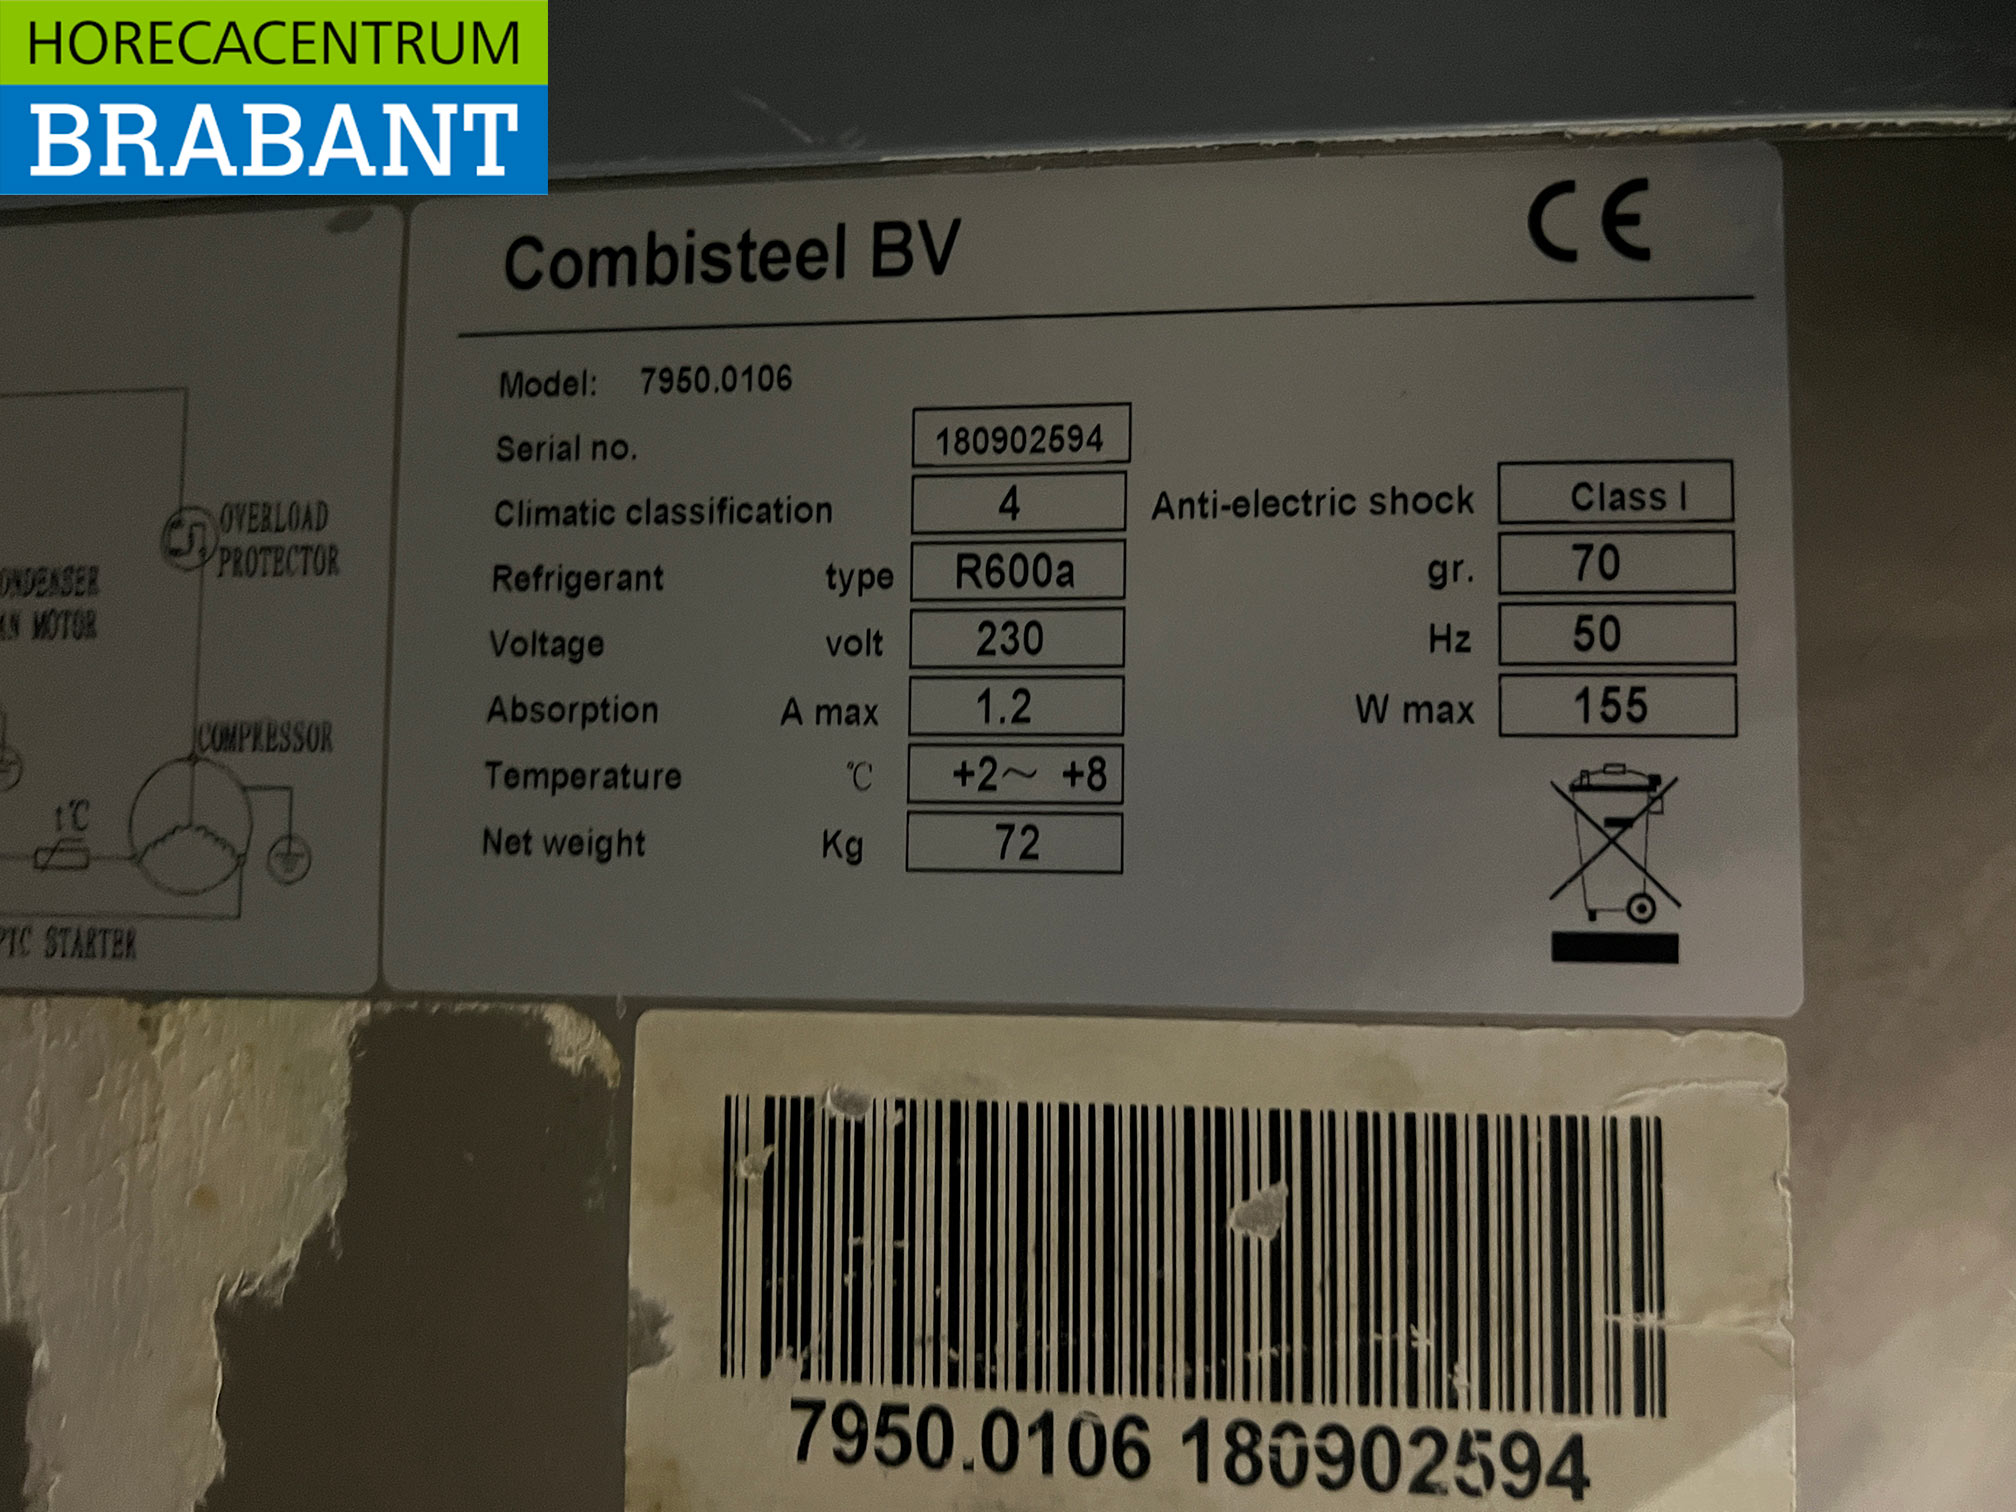 HORECACENTRUM
BRABANT
Combisteel BV
CE
Model: 7950.0106
Serial no. 180902594
Climatic classification 4 Anti-electric shock Class I
Refrigerant type R600a gr. 70
Voltage volt 230 Hz 50
Absorption A max 1.2 W max 155
Temperature °C +2~ +8
Net weight Kg 72
OVERLOAD
PROTECTOR
MOTOR
COMPRESSOR
t°C
PTC STARTER
7950.0106 180902594